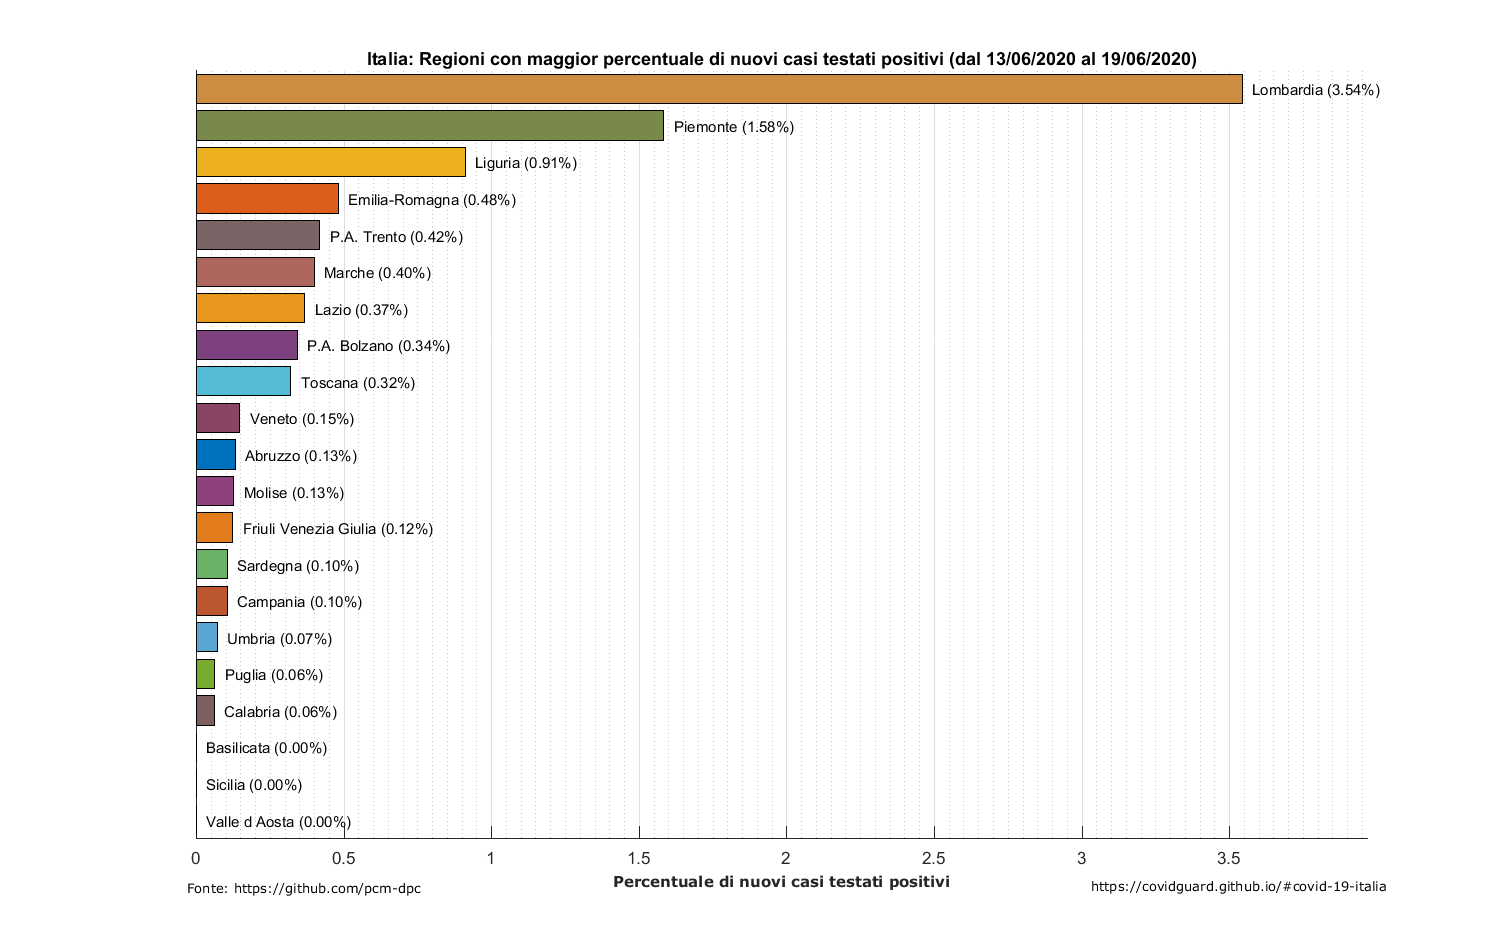 Italia: Regioni con maggior percentuale di nuovi casi testati positivi (dal 13/06/2020 al 19/06/2020)
Lombardia (3.54%)
Piemonte (1.58%)
Liguria (0.91%)
Emilia-Romagna (0.48%)
P.A. Trento (0.42%)
Marche (0.40%)
Lazio (0.37%)
P.A. Bolzano (0.34%)
Toscana (0.32%)
Veneto (0.15%)
Abruzzo (0.13%)
Molise (0.13%)
Friuli Venezia Giulia (0.12%)
Sardegna (0.10%)
Campania (0.10%)
Umbria (0.07%)
Puglia (0.06%)
Calabria (0.06%)
Basilicata (0.00%)
Sicilia (0.00%)
Valle d Aosta (0.00%)
0 0.5 1 1.5 2 2.5 3 3.5
Percentuale di nuovi casi testati positivi
Fonte: https://github.com/pcm-dpc
https://covidguard.github.io/#covid-19-italia